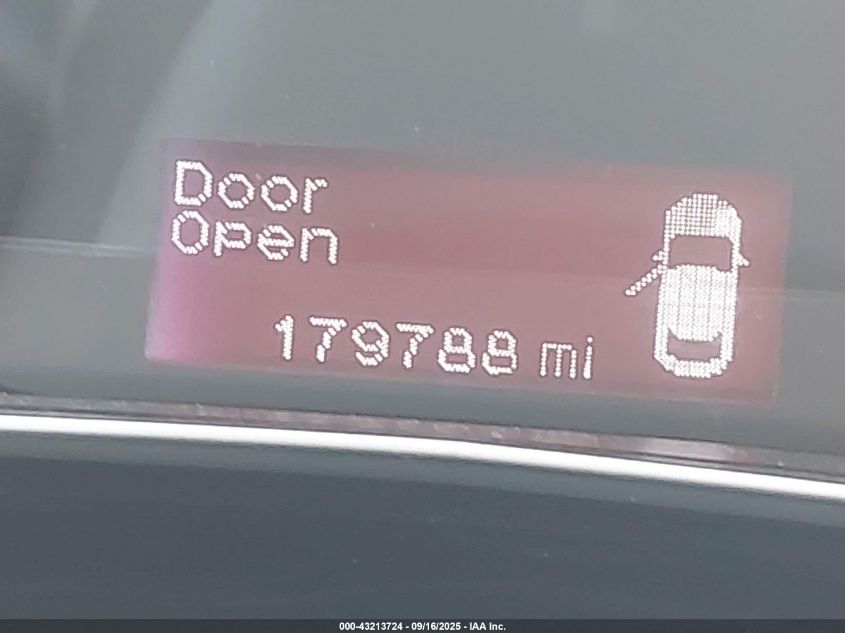 Door
Open
179788 mi
000-43213724 - 09/16/2025 - IAA Inc.